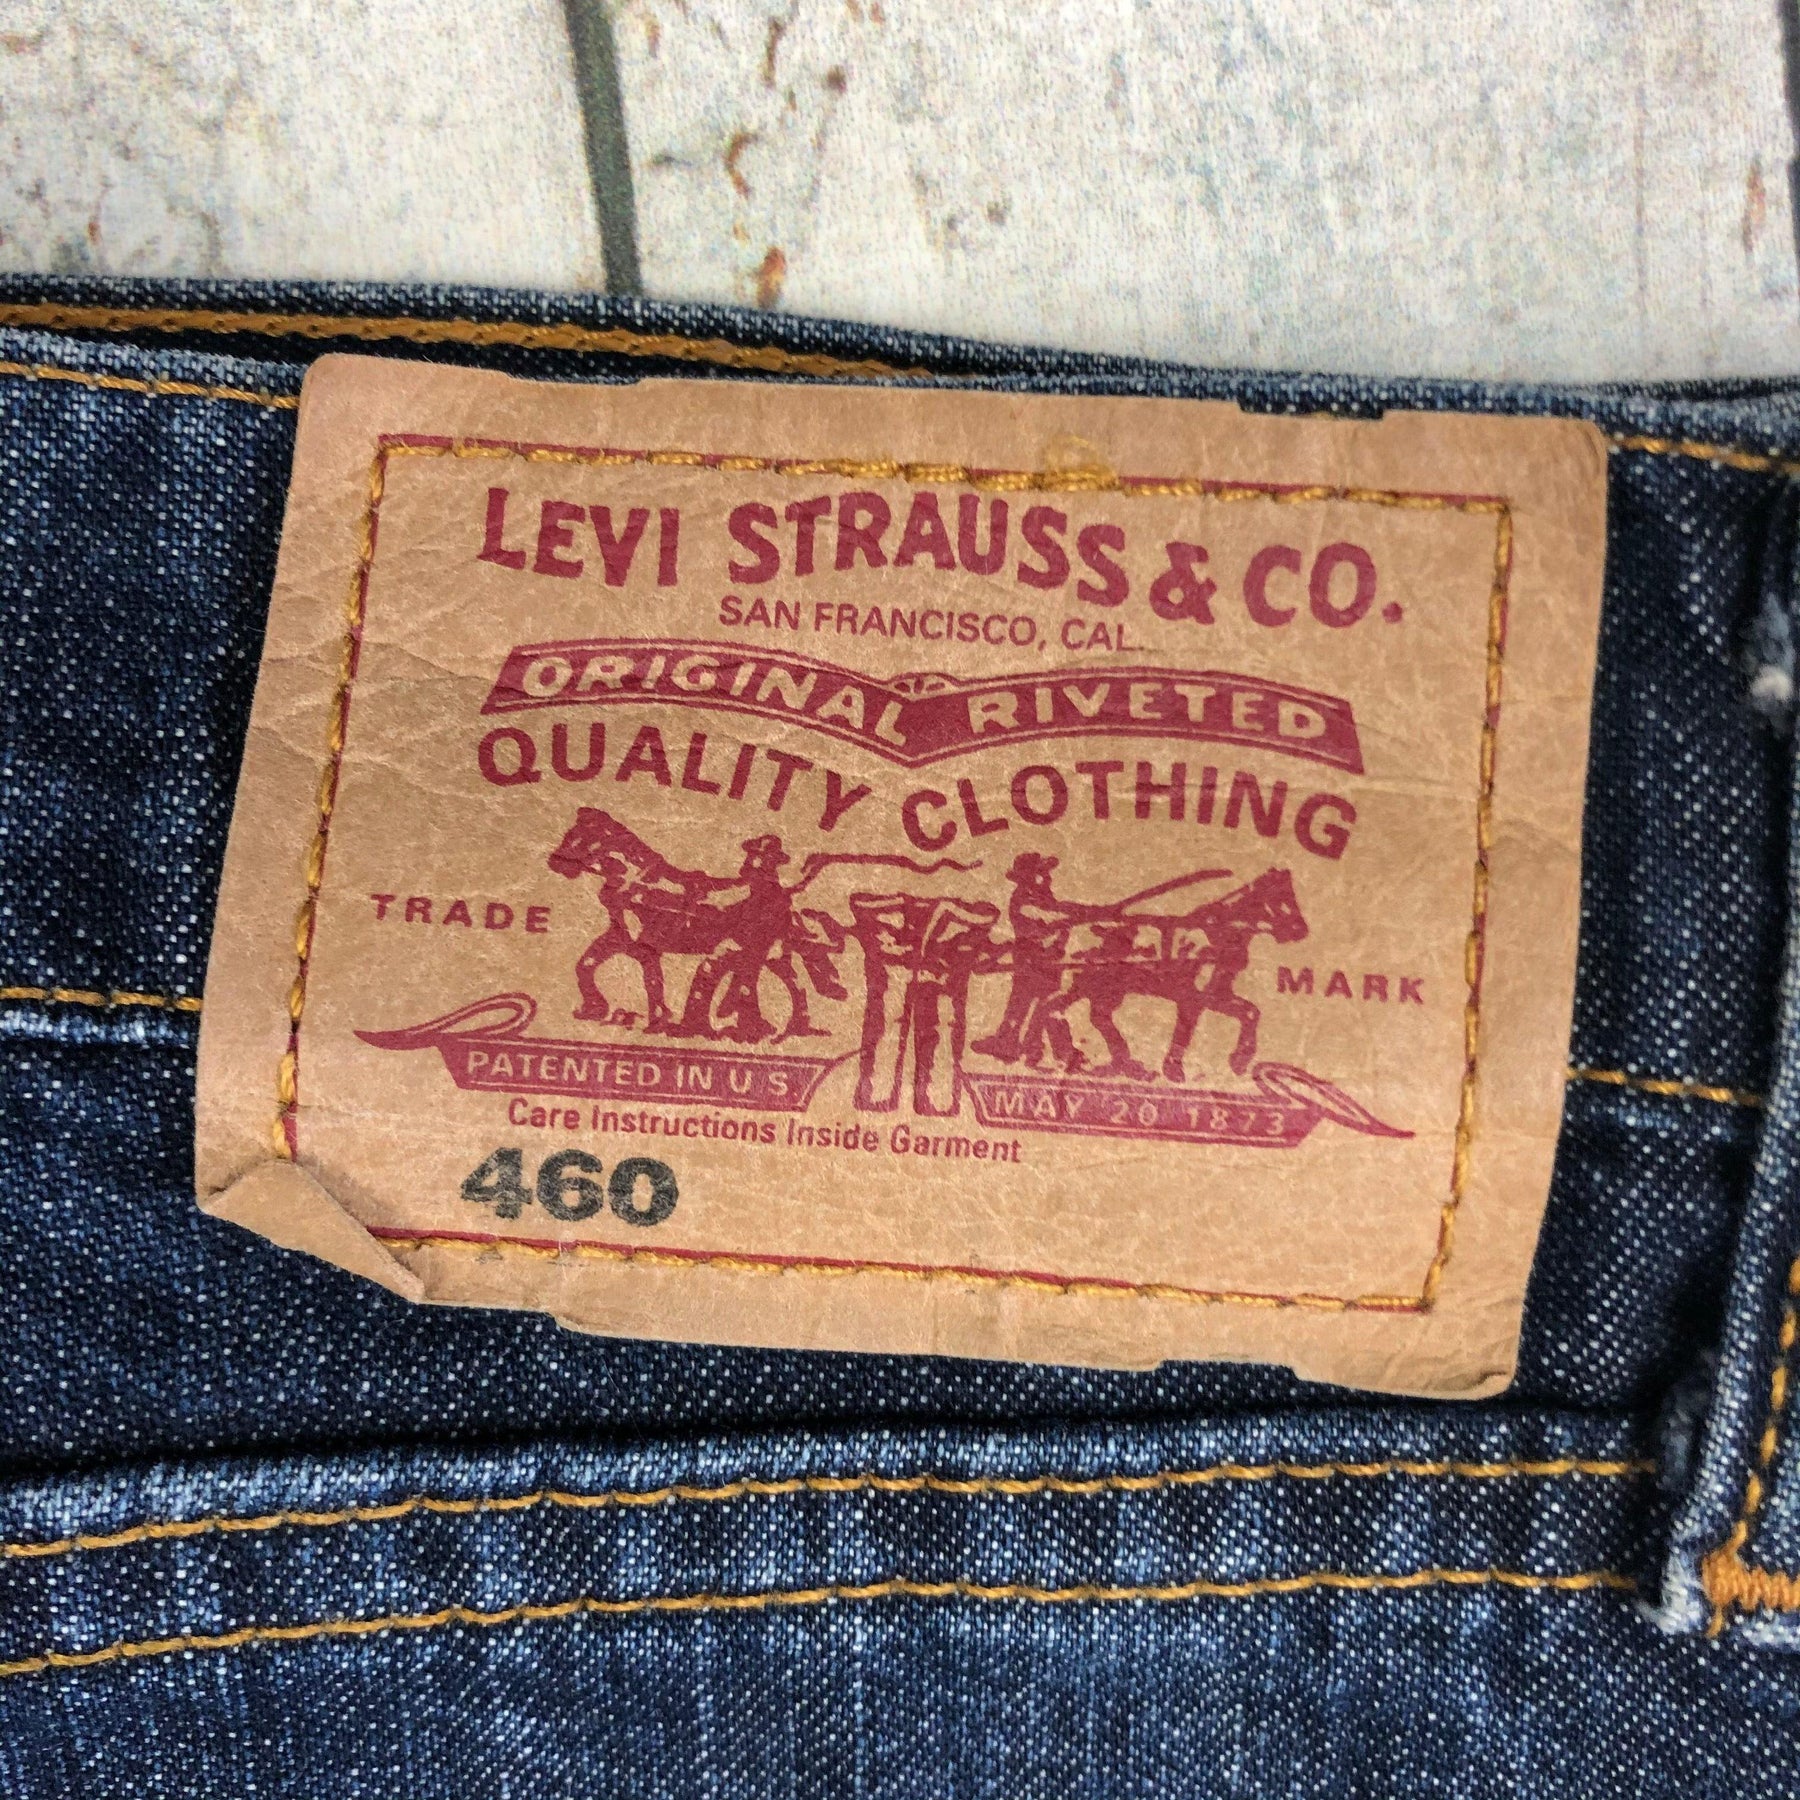 LEVI STRAUSS & CO.
SAN FRANCISCO, CAL.
ORIGINAL RIVETED
QUALITY CLOTHING
TRADE MARK
PATENTED IN U S. MAY 20 1873
Care Instructions Inside Garment
460